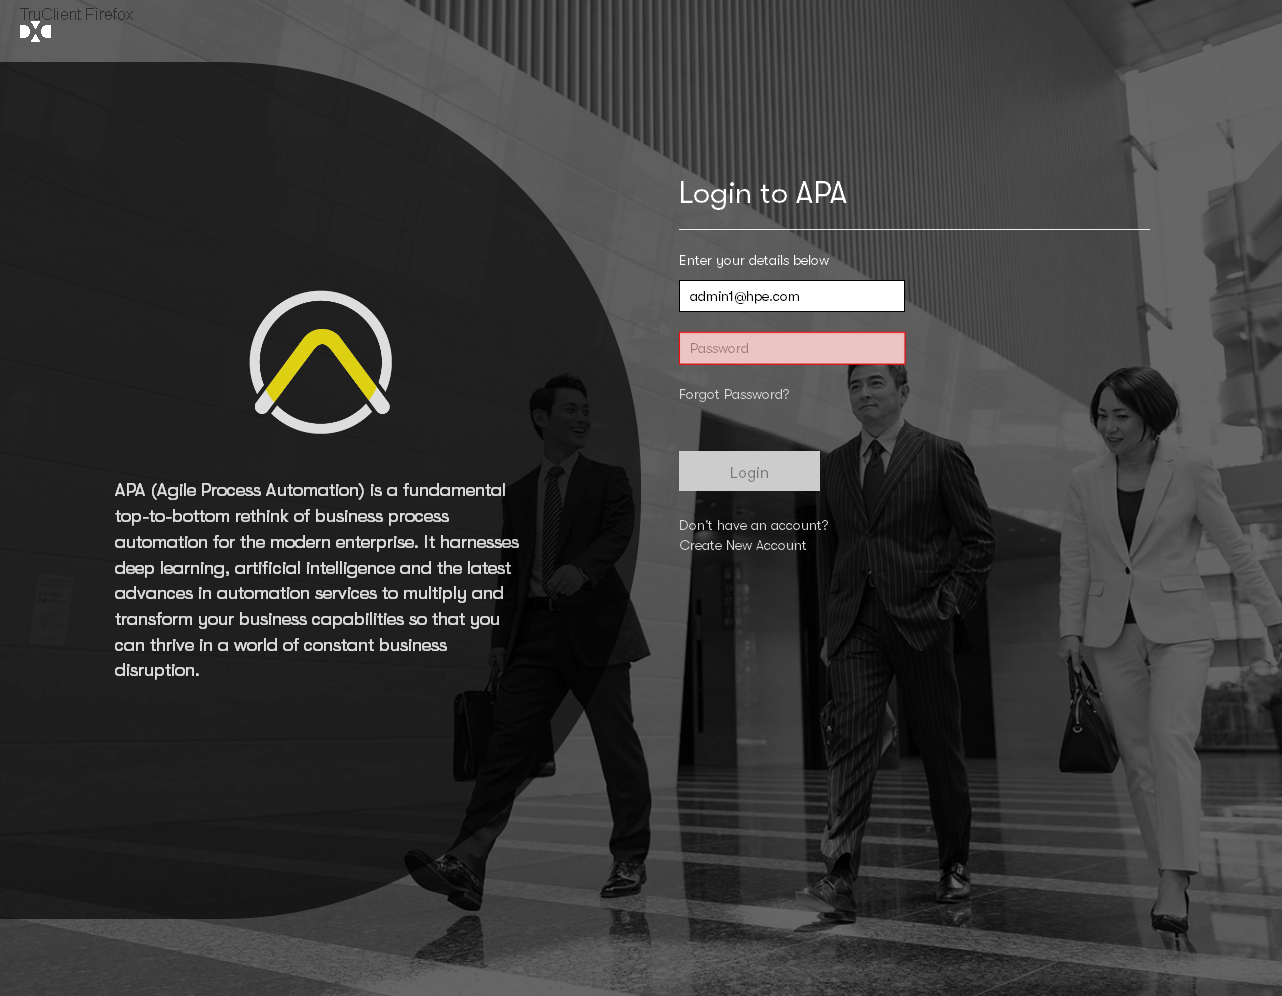 TruClient Firefox
Login to APA
Enter your details below
admin1@hpe.com
Password
Forgot Password?
Login
Don't have an account?
Create New Account
APA (Agile Process Automation) is a fundamental
top-to-bottom rethink of business process
automation for the modern enterprise. It harnesses
deep learning, artificial intelligence and the latest
advances in automation services to multiply and
transform your business capabilities so that you
can thrive in a world of constant business
disruption.